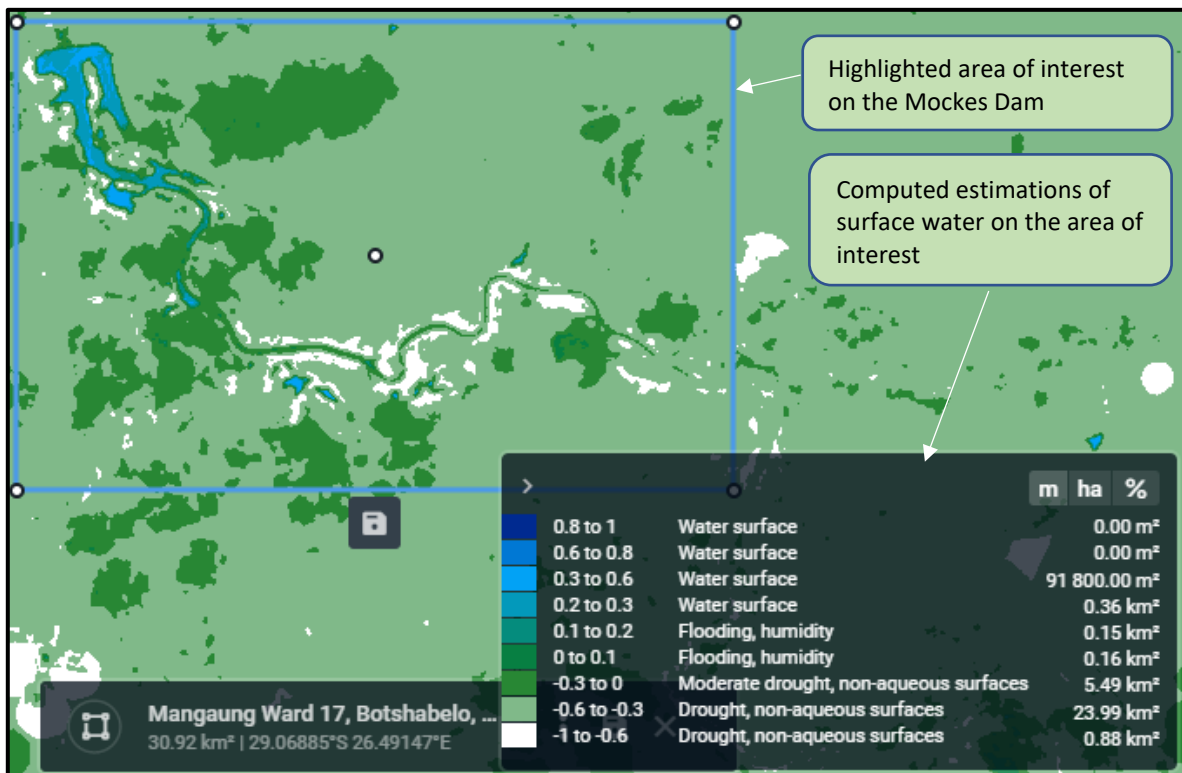 Highlighted area of interest
on the Mockes Dam
Computed estimations of
surface water on the area of
interest
m ha %
0.8 to 1 Water surface 0.00 m²
0.6 to 0.8 Water surface 0.00 m²
0.3 to 0.6 Water surface 91 800.00 m²
0.2 to 0.3 Water surface 0.36 km²
0.1 to 0.2 Flooding, humidity 0.15 km²
0 to 0.1 Flooding, humidity 0.16 km²
-0.3 to 0 Moderate drought, non-aqueous surfaces 5.49 km²
-0.6 to -0.3 Drought, non-aqueous surfaces 23.99 km²
-1 to -0.6 Drought, non-aqueous surfaces 0.88 km²
Mangaung Ward 17, Botshabelo, ...
30.92 km² | 29.06885°S 26.49147°E